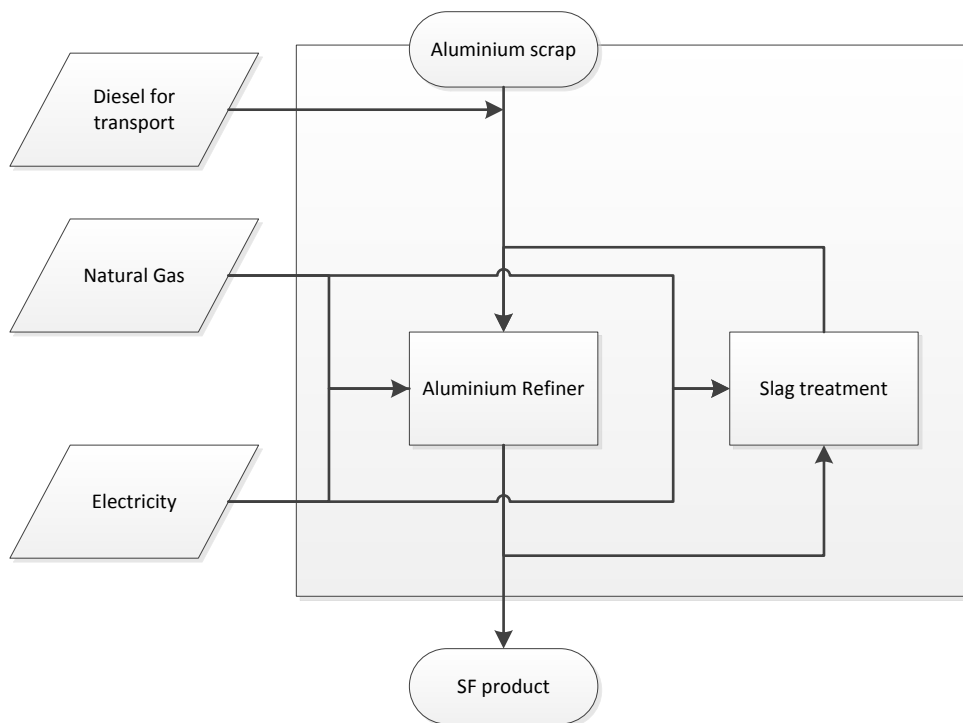 Aluminium scrap
Diesel for
transport
Natural Gas
Aluminium Refiner
Slag treatment
Electricity
SF product